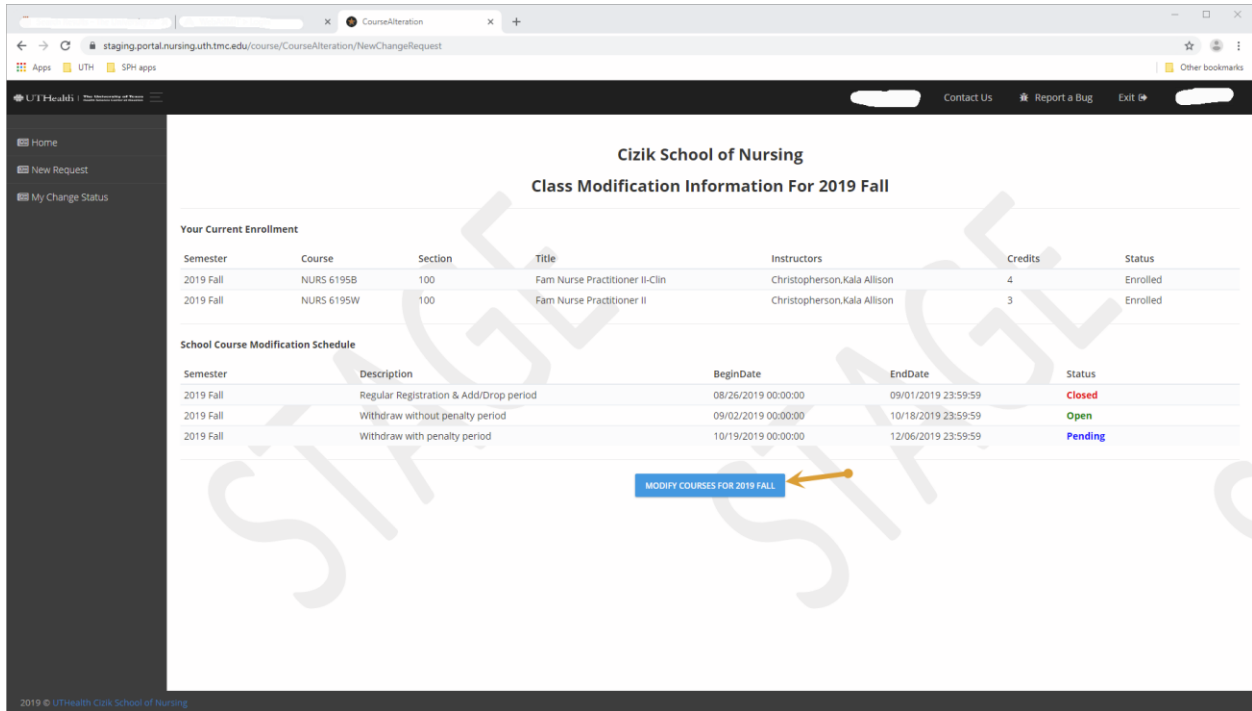 CourseAlteration
staging.portal.nursing.uth.tmc.edu/course/CourseAlteration/NewChangeRequest
Apps UTH SPH apps Other bookmarks
UTHealth The University of Texas Contact Us Report a Bug Exit
Home
New Request
My Change Status
Cizik School of Nursing
Class Modification Information For 2019 Fall
Your Current Enrollment
Semester Course Section Title Instructors Credits Status
2019 Fall NURS 6195B 100 Fam Nurse Practitioner II-Clin Christopherson,Kala Allison 4 Enrolled
2019 Fall NURS 6195W 100 Fam Nurse Practitioner II Christopherson,Kala Allison 3 Enrolled
School Course Modification Schedule
Semester Description BeginDate EndDate Status
2019 Fall Regular Registration & Add/Drop period 08/26/2019 00:00:00 09/01/2019 23:59:59 Closed
2019 Fall Withdraw without penalty period 09/02/2019 00:00:00 10/18/2019 23:59:59 Open
2019 Fall Withdraw with penalty period 10/19/2019 00:00:00 12/06/2019 23:59:59 Pending
MODIFY COURSES FOR 2019 FALL
STAGE
STAGE
2019 © UTHealth Cizik School of Nursing